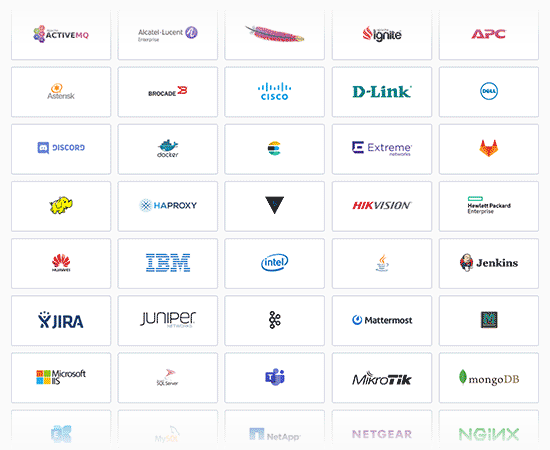 ACTIVEMQ
Alcatel-Lucent
Enterprise
Ignite
APC
Asterisk
BROCADE
CISCO
D-Link
DELL
DISCORD
docker
Extreme
networks
HAPROXY
HIKVISION
Hewlett Packard
Enterprise
HUAWEI
IBM
intel
Jenkins
JIRA
JUNIPER
NETWORKS
Mattermost
Microsoft
IIS
SQL Server
MikroTik
mongoDB
MySQL
NetApp
NETGEAR
NGINX